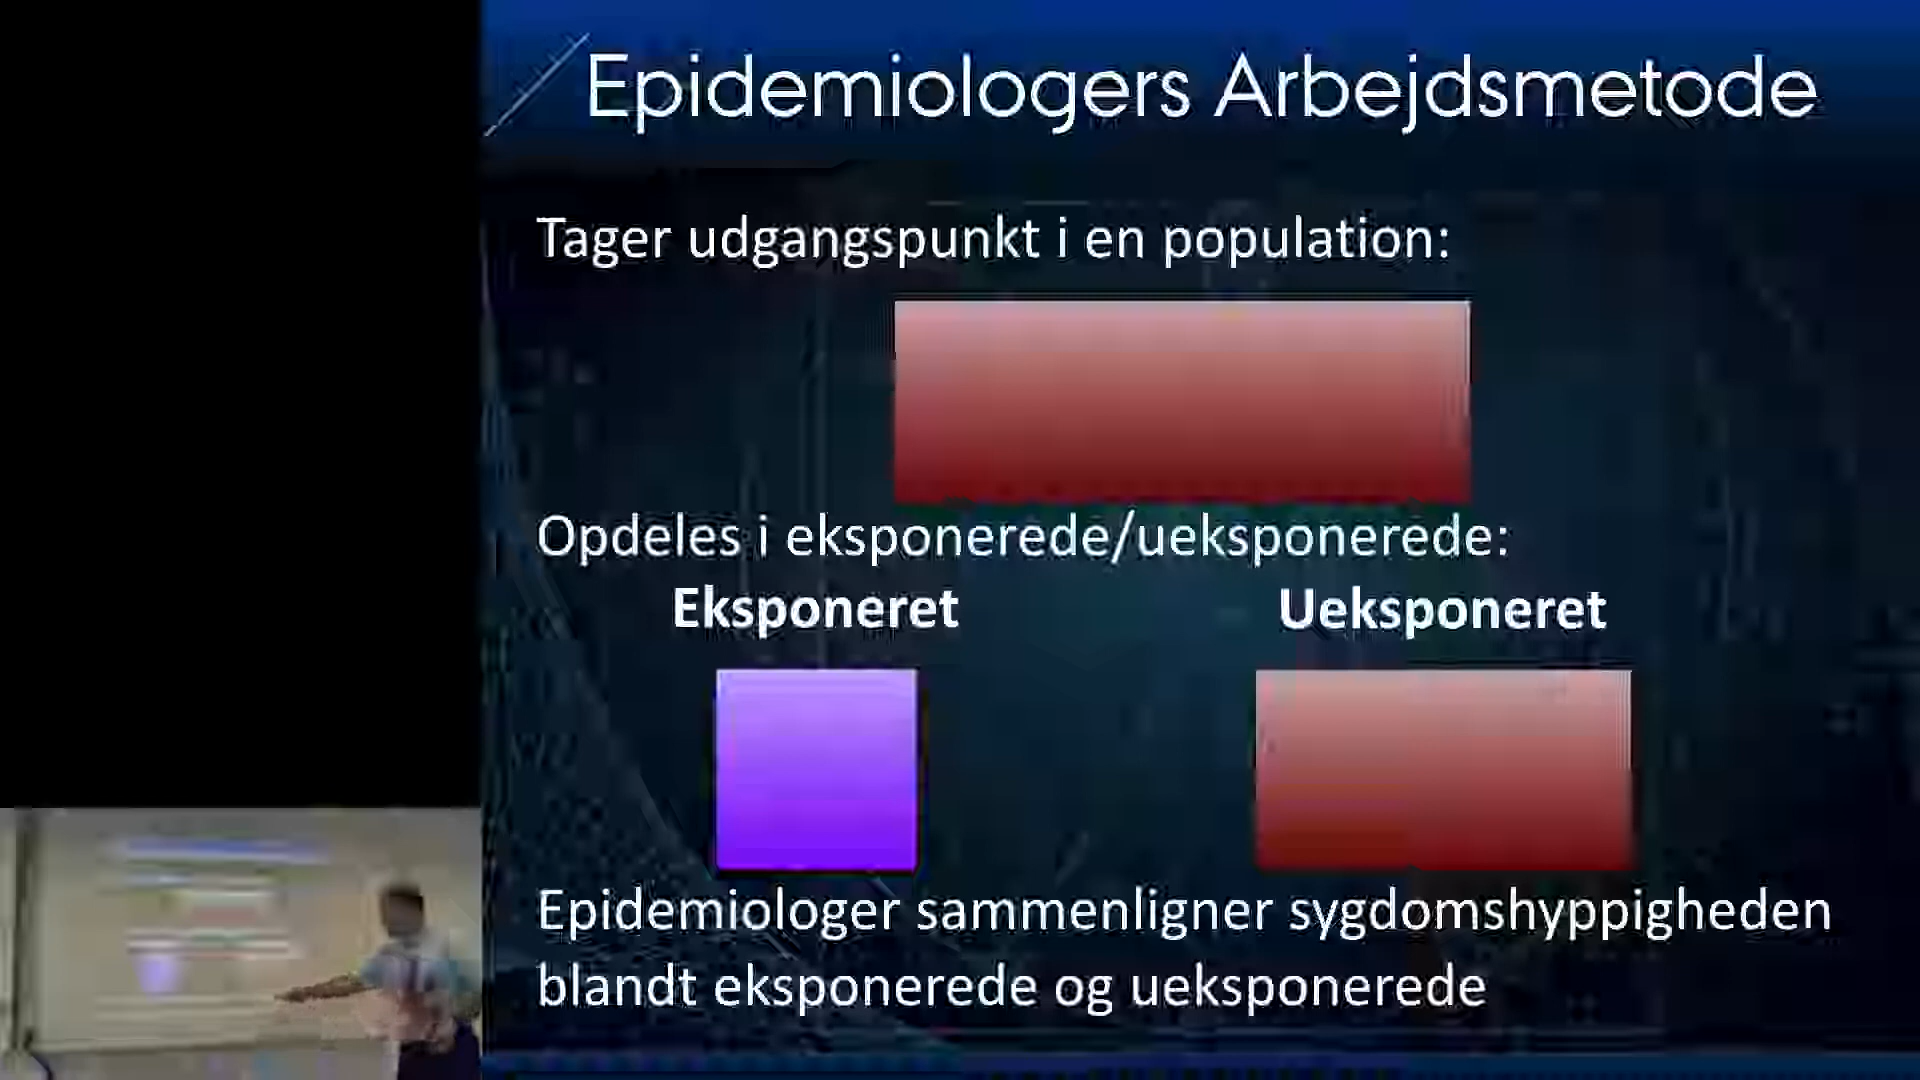 Epidemiologers Arbejdsmetode
Tager udgangspunkt i en population:
Opdeles i eksponerede/ueksponerede:
Eksponeret
Ueksponeret
Epidemiologer sammenligner sygdomshyppigheden
blandt eksponerede og ueksponerede